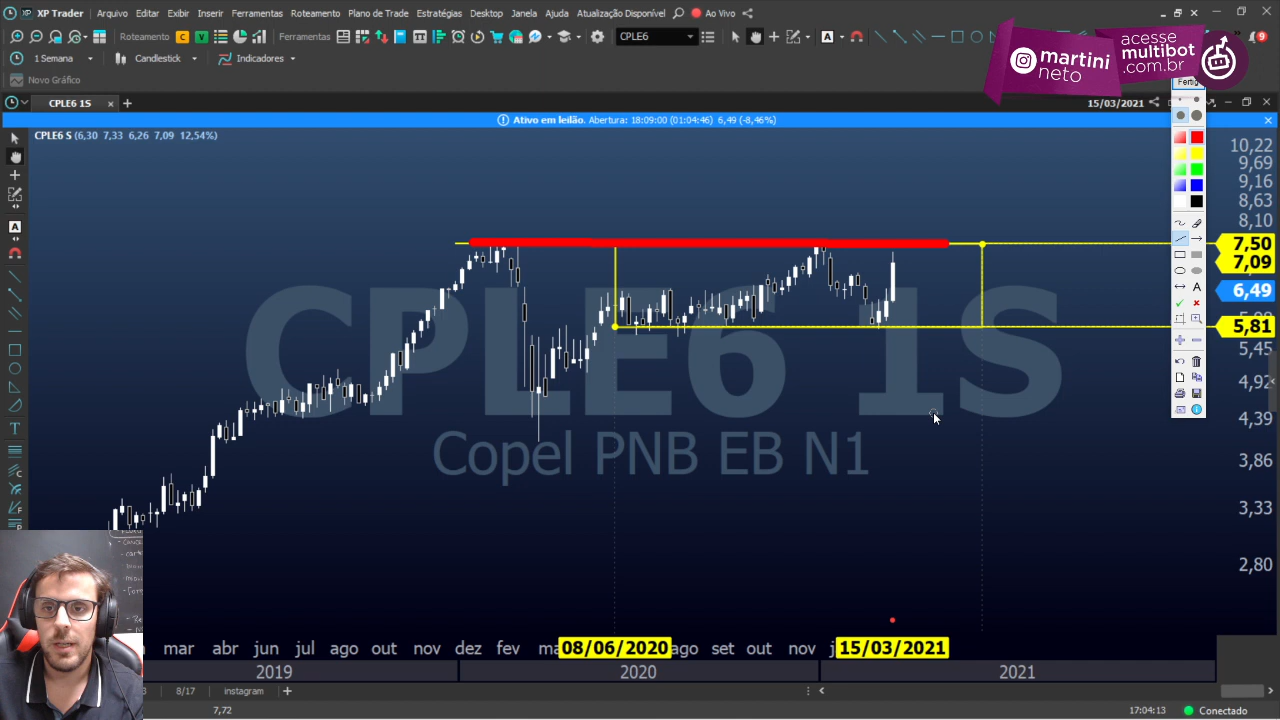 XP Trader Arquivo Editar Exibir Inserir Ferramentas Roteamento Plano de Trade Estratégias Desktop Janela Ajuda Atualização Disponível Ao Vivo
Roteamento C V Ferramentas CPLE6 A
1 Semana Candlestick Indicadores
Novo Gráfico
martini
neto
acesse
multibot
.com.br
9
Fertig
CPLE6 1S
15/03/2021
Ativo em leilão. Abertura: 18:09:00 (01:04:46) 6,49 (-8,46%)
CPLE6 S (6,30 7,33 6,26 7,09 12,54%)
10,22
9,69
9,16
8,63
8,10
7,50
7,09
6,49
5,81
5,45
4,92
4,39
3,86
3,33
2,80
CPLE6 1S
Copel PNB EB N1
A
T
A
mar abr jun jul ago out nov dez fev 08/06/2020 ago set out nov 15/03/2021
2019 2020 2021
8/17 instagram
7,72
17:04:13 Conectado